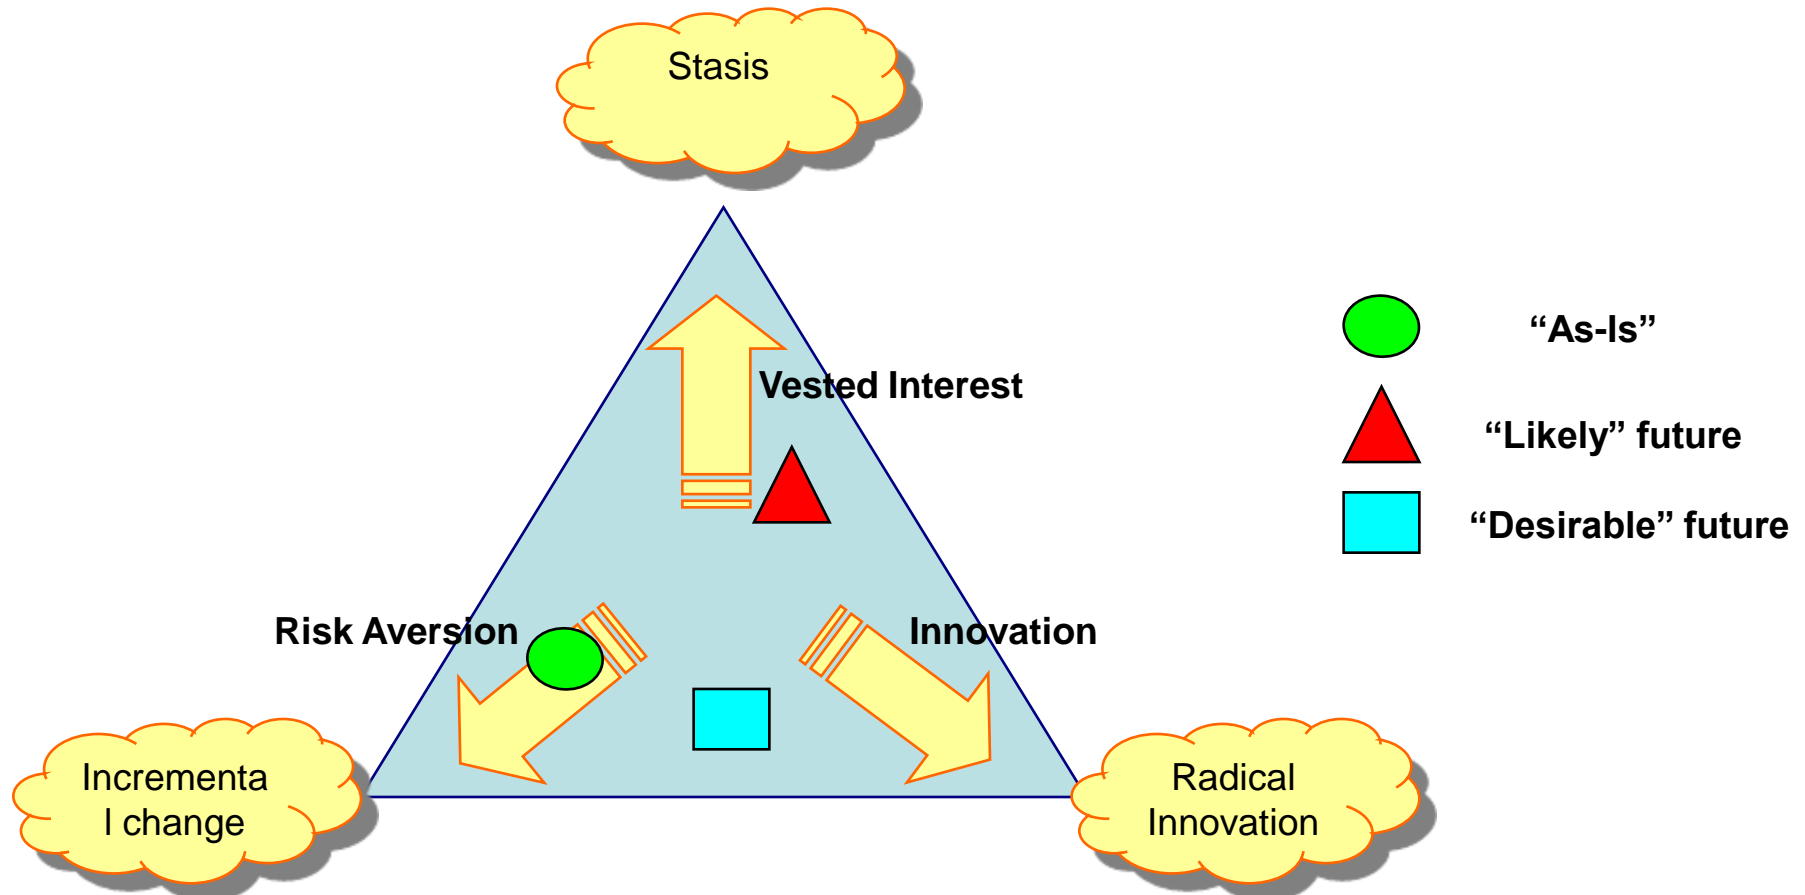 Stasis
“As-Is”
Vested Interest
“Likely” future
“Desirable” future
Risk Aversion
Innovation
Incrementa
l change
Radical
Innovation